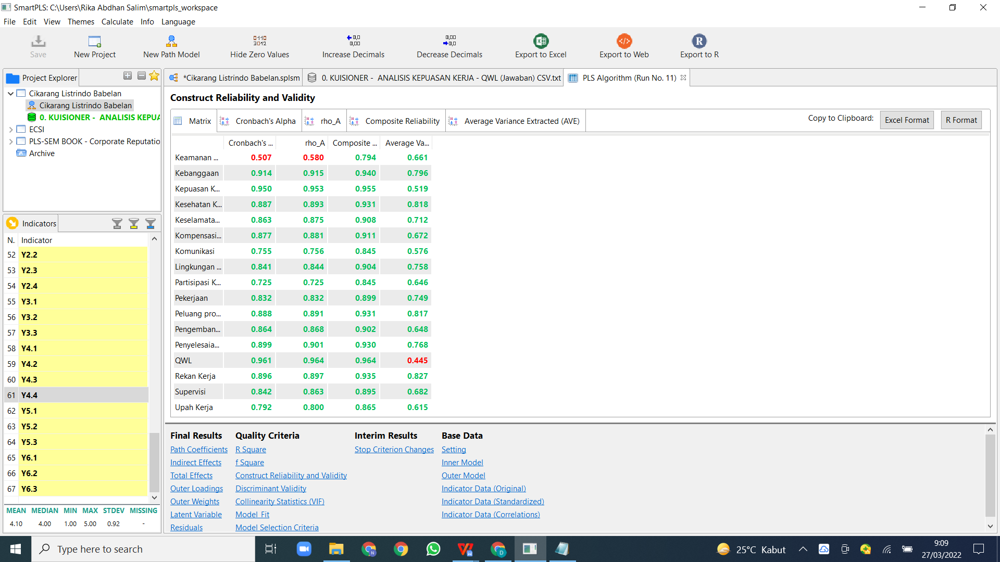 SmartPLS: C:\Users\Rika Abdhan Salim\smartpls_workspace
File Edit View Themes Calculate Info Language
Save New Project New Path Model Hide Zero Values Increase Decimals Decrease Decimals Export to Excel Export to Web Export to R
Project Explorer
Cikarang Listrindo Babelan
Cikarang Listrindo Babelan
0. KUISIONER - ANALISIS KEPUA
ECSI
PLS-SEM BOOK - Corporate Reputatio
Archive
Indicators
N. Indicator
52 Y2.2
53 Y2.3
54 Y2.4
55 Y3.1
56 Y3.2
57 Y3.3
58 Y4.1
59 Y4.2
60 Y4.3
61 Y4.4
62 Y5.1
63 Y5.2
64 Y5.3
65 Y6.1
66 Y6.2
67 Y6.3
MEAN MEDIAN MIN MAX STDEV MISSING
4.10 4.00 1.00 5.00 0.92 -
*Cikarang Listrindo Babelan.splsm 0. KUISIONER - ANALISIS KEPUASAN KERJA - QWL (Jawaban) CSV.txt PLS Algorithm (Run No. 11)
Construct Reliability and Validity
Matrix Cronbach's Alpha rho_A Composite Reliability Average Variance Extracted (AVE) Copy to Clipboard: Excel Format R Format
Cronbach's ... rho_A Composite ... Average Va...
Keamanan ... 0.507 0.580 0.794 0.661
Kebanggaan 0.914 0.915 0.940 0.796
Kepuasan K... 0.950 0.953 0.955 0.519
Kesehatan K... 0.887 0.893 0.931 0.818
Keselamata... 0.863 0.875 0.908 0.712
Kompensasi... 0.877 0.881 0.911 0.672
Komunikasi 0.755 0.756 0.845 0.576
Lingkungan ... 0.841 0.844 0.904 0.758
Partisipasi K... 0.725 0.725 0.845 0.646
Pekerjaan 0.832 0.832 0.899 0.749
Peluang pro... 0.888 0.891 0.931 0.817
Pengemban... 0.864 0.868 0.902 0.648
Penyelesaia... 0.899 0.901 0.930 0.768
QWL 0.961 0.964 0.964 0.445
Rekan Kerja 0.896 0.897 0.935 0.827
Supervisi 0.842 0.863 0.895 0.682
Upah Kerja 0.792 0.800 0.865 0.615
Final Results Quality Criteria Interim Results Base Data
Path Coefficients R Square Stop Criterion Changes Setting
Indirect Effects f Square Inner Model
Total Effects Construct Reliability and Validity Outer Model
Outer Loadings Discriminant Validity Indicator Data (Original)
Outer Weights Collinearity Statistics (VIF) Indicator Data (Standardized)
Latent Variable Model_Fit Indicator Data (Correlations)
Residuals Model Selection Criteria
Type here to search
25°C Kabut
9:09
27/03/2022